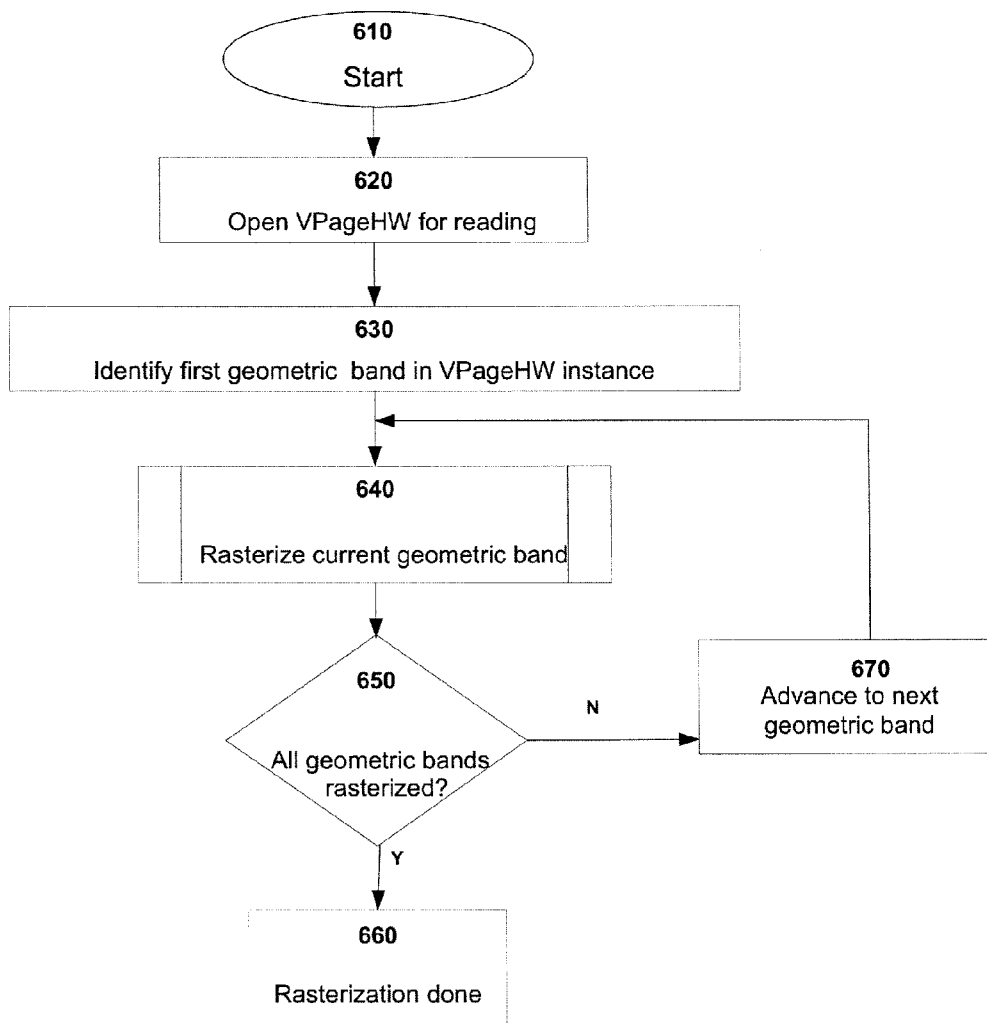 610
Start
620
Open VPageHW for reading
630
Identify first geometric band in VPageHW instance
640
Rasterize current geometric band
650
All geometric bands
rasterized?
N
670
Advance to next
geometric band
Y
660
Rasterization done